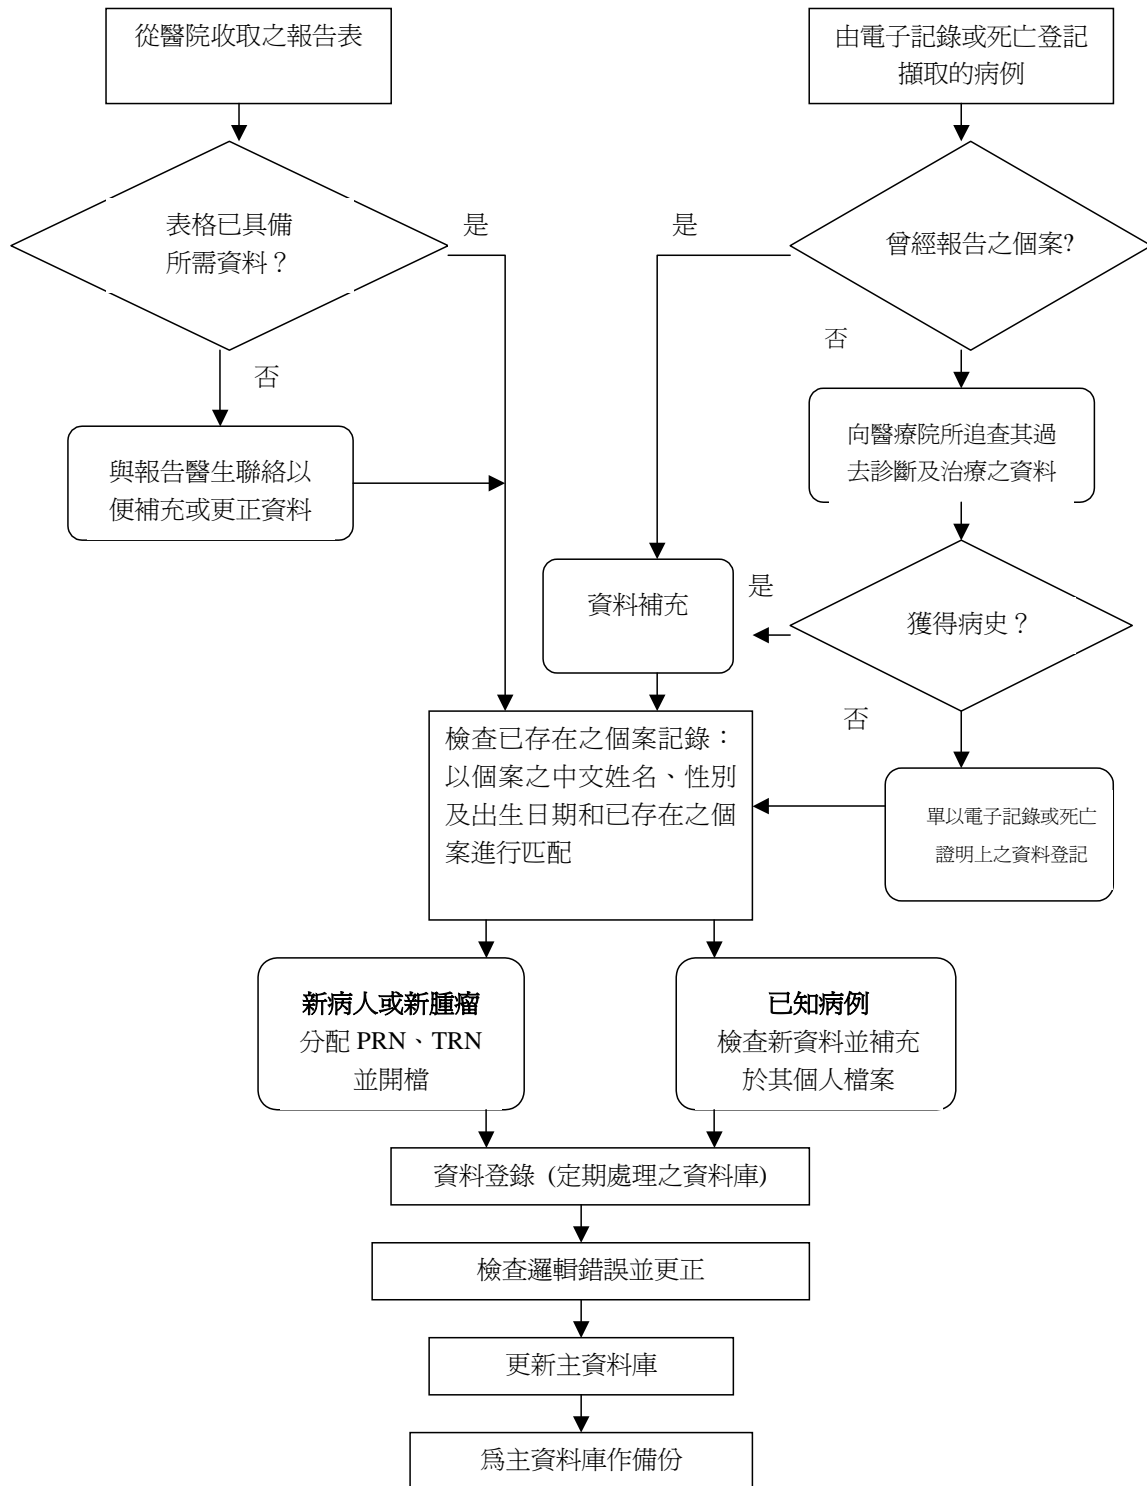 從醫院收取之報告表
由電子記錄或死亡登記
擷取的病例
表格已具備
所需資料？
是
是
曾經報告之個案?
否
否
與報告醫生聯絡以
便補充或更正資料
向醫療院所追查其過
去診斷及治療之資料
資料補充
是
獲得病史？
否
檢查已存在之個案記錄：
以個案之中文姓名、性別
及出生日期和已存在之個
案進行匹配
單以電子記錄或死亡
證明上之資料登記
新病人或新腫瘤
分配 PRN、TRN
並開檔
已知病例
檢查新資料並補充
於其個人檔案
資料登錄 (定期處理之資料庫)
檢查邏輯錯誤並更正
更新主資料庫
爲主資料庫作備份